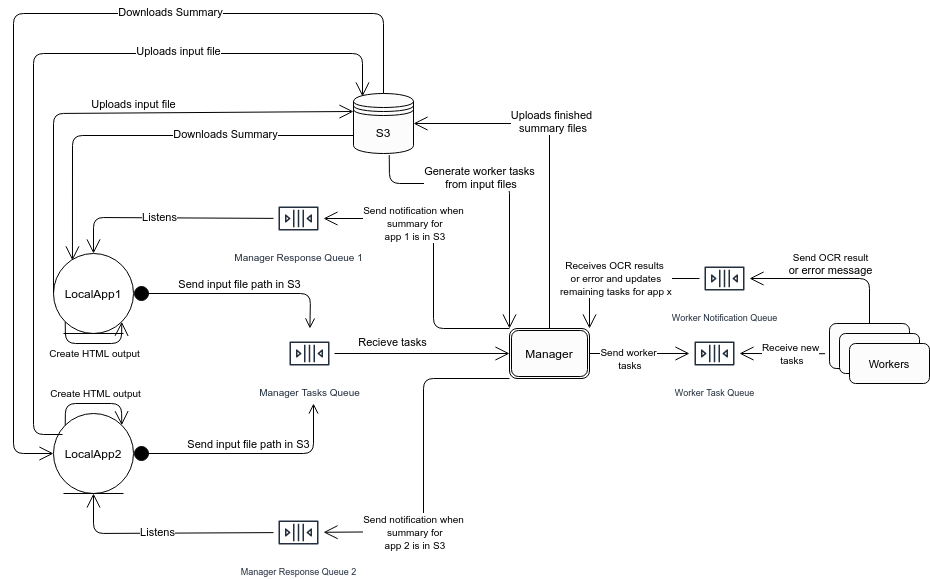 Downloads Summary
Uploads input file
Uploads input file
Downloads Summary
S3
Uploads finished
summary files
Generate worker tasks
from input files
Listens
Send notification when
summary for
app 1 is in S3
Manager Response Queue 1
Receives OCR results
or error and updates
remaining tasks for app x
Send OCR result
or error message
Worker Notification Queue
LocalApp1
Send input file path in S3
Create HTML output
Recieve tasks
Manager
Send worker
tasks
Receive new
tasks
Workers
Manager Tasks Queue
Worker Task Queue
Create HTML output
LocalApp2
Send input file path in S3
Listens
Send notification when
summary for
app 2 is in S3
Manager Response Queue 2